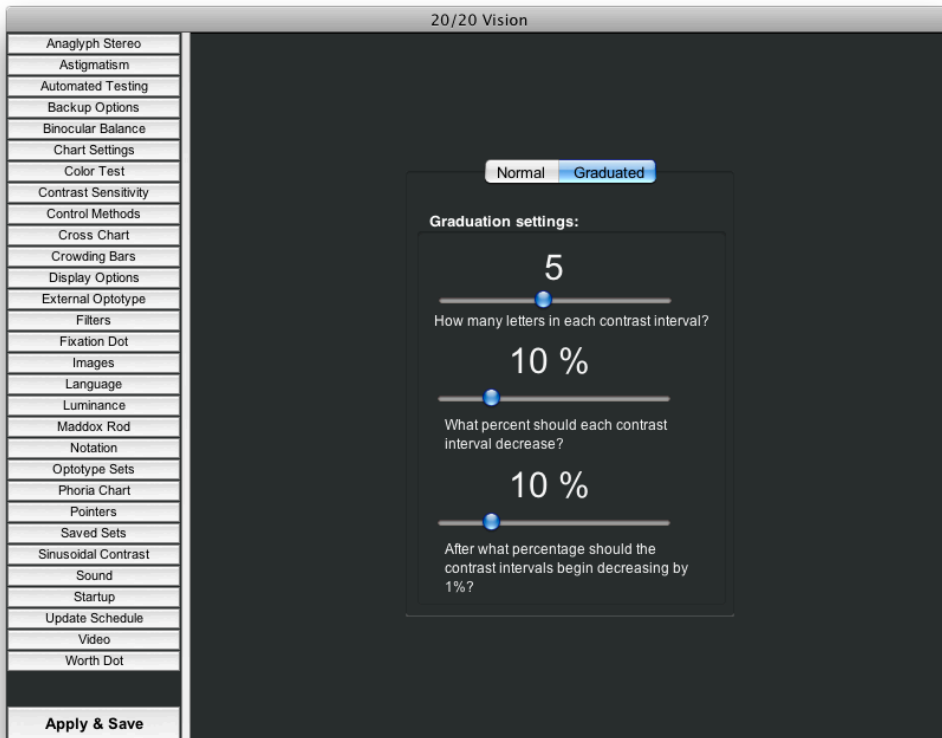 20/20 Vision
Anaglyph Stereo
Astigmatism
Automated Testing
Backup Options
Binocular Balance
Chart Settings
Color Test
Contrast Sensitivity
Control Methods
Cross Chart
Crowding Bars
Display Options
External Optotype
Filters
Fixation Dot
Images
Language
Luminance
Maddox Rod
Notation
Optotype Sets
Phoria Chart
Pointers
Saved Sets
Sinusoidal Contrast
Sound
Startup
Update Schedule
Video
Worth Dot
Apply & Save
Normal Graduated
Graduation settings:
5
How many letters in each contrast interval?
10 %
What percent should each contrast
interval decrease?
10 %
After what percentage should the
contrast intervals begin decreasing by
1%?